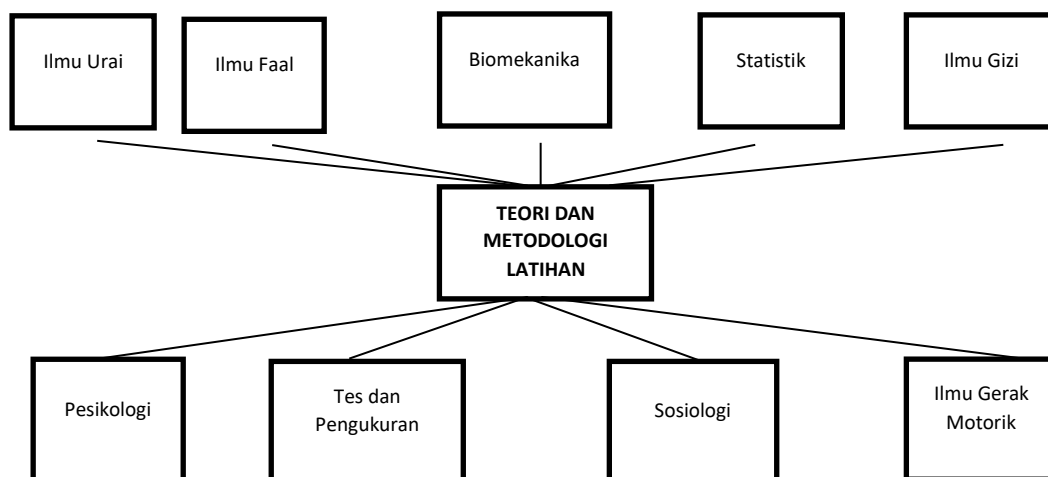 Ilmu Urai
Ilmu Faal
Biomekanika
Statistik
Ilmu Gizi
TEORI DAN
METODOLOGI
LATIHAN
Pesikologi
Tes dan
Pengukuran
Sosiologi
Ilmu Gerak
Motorik